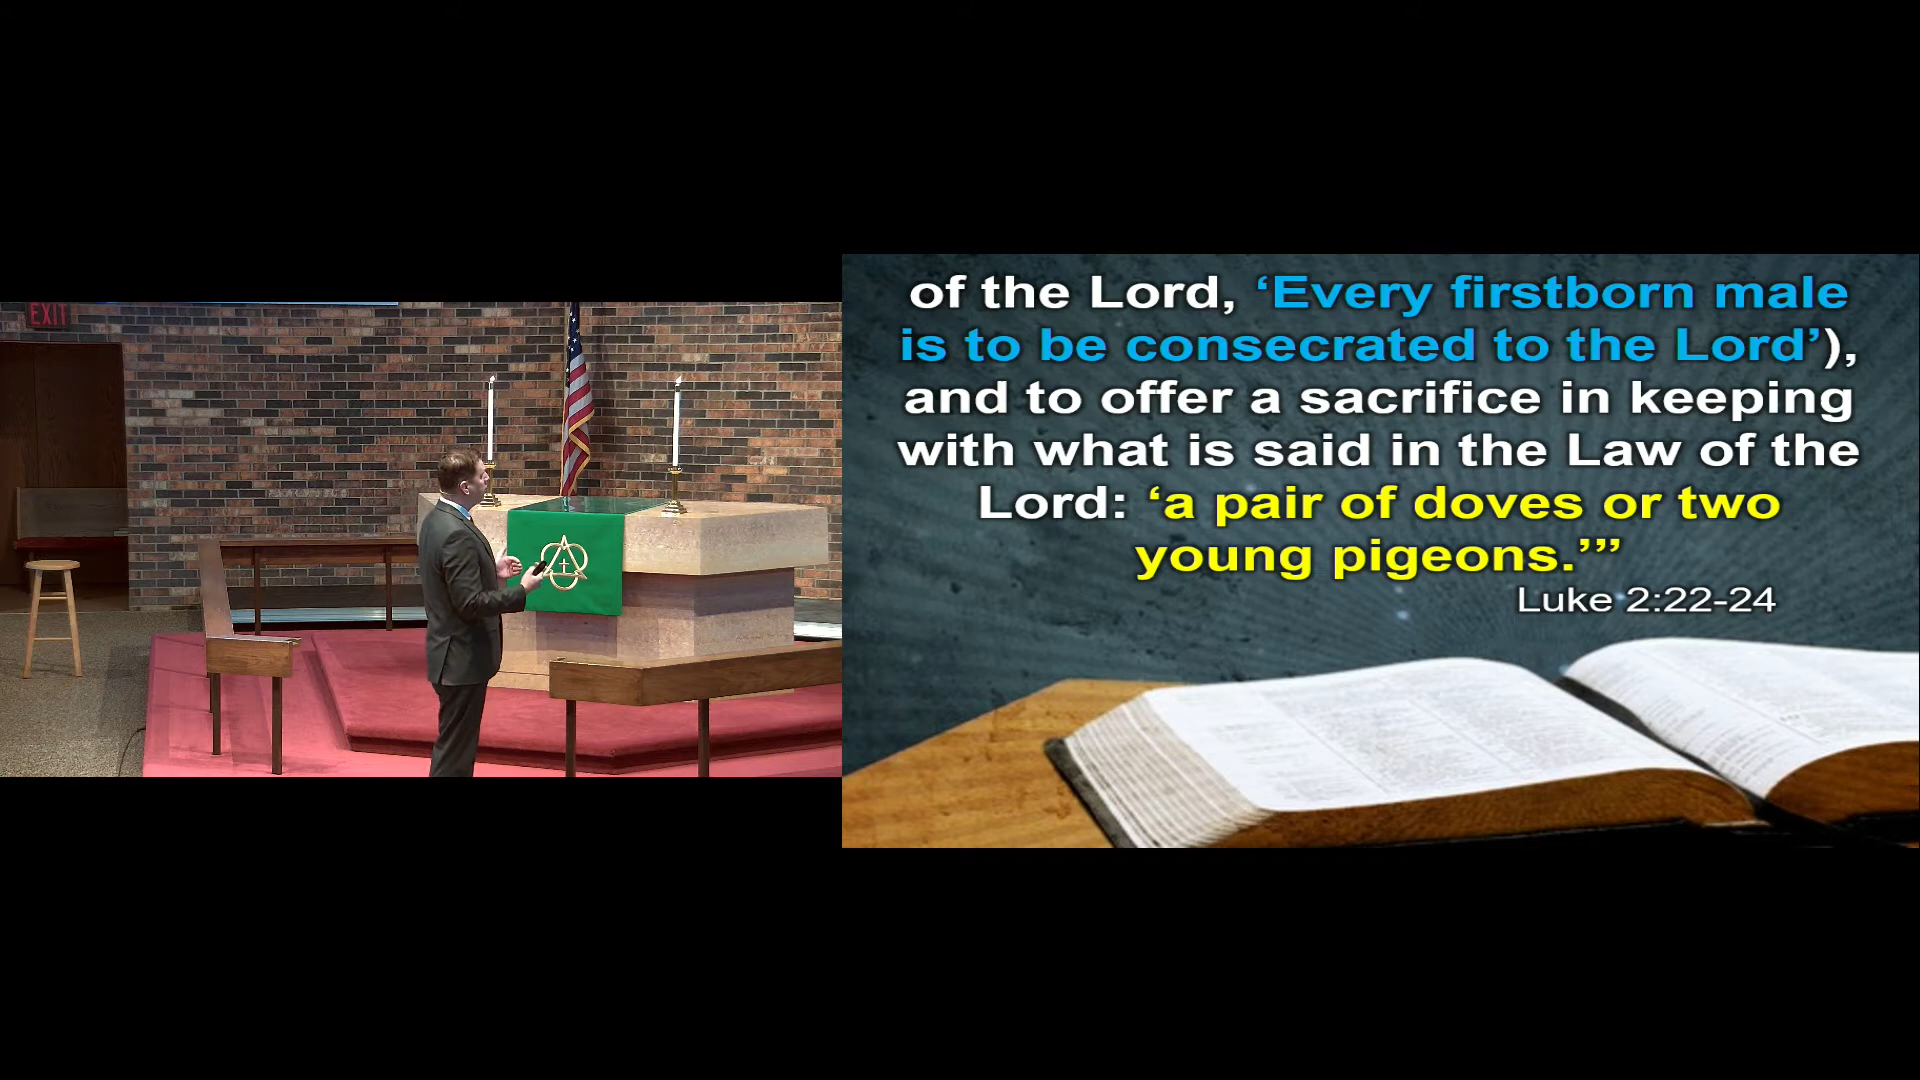 EXIT
of the Lord, ‘Every firstborn male
is to be consecrated to the Lord’),
and to offer a sacrifice in keeping
with what is said in the Law of the
Lord: ‘a pair of doves or two
young pigeons.’”
Luke 2:22-24